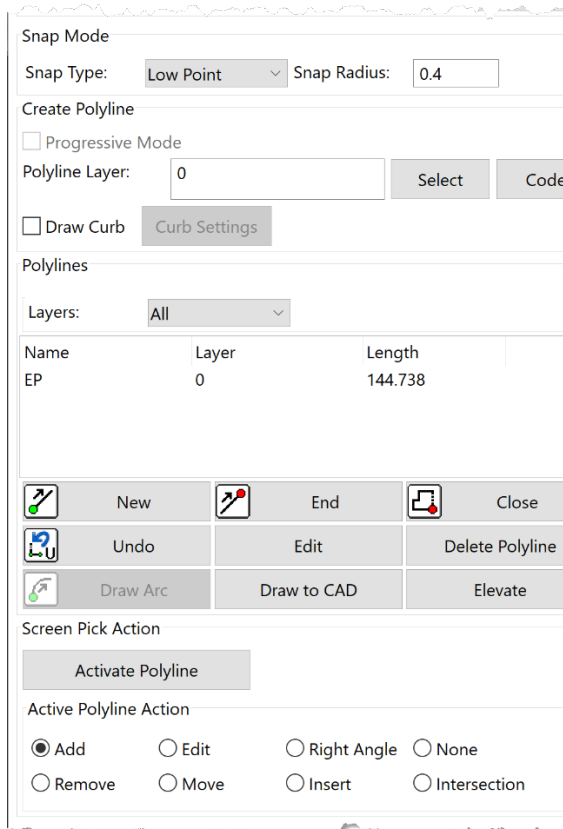 Snap Mode
Snap Type: Low Point Snap Radius: 0.4
Create Polyline
Progressive Mode
Polyline Layer: 0 Select Code
Draw Curb Curb Settings
Polylines
Layers: All
Name Layer Length
EP 0 144.738
New End Close
U Undo Edit Delete Polyline
Draw Arc Draw to CAD Elevate
Screen Pick Action
Activate Polyline
Active Polyline Action
Add Edit Right Angle None
Remove Move Insert Intersection